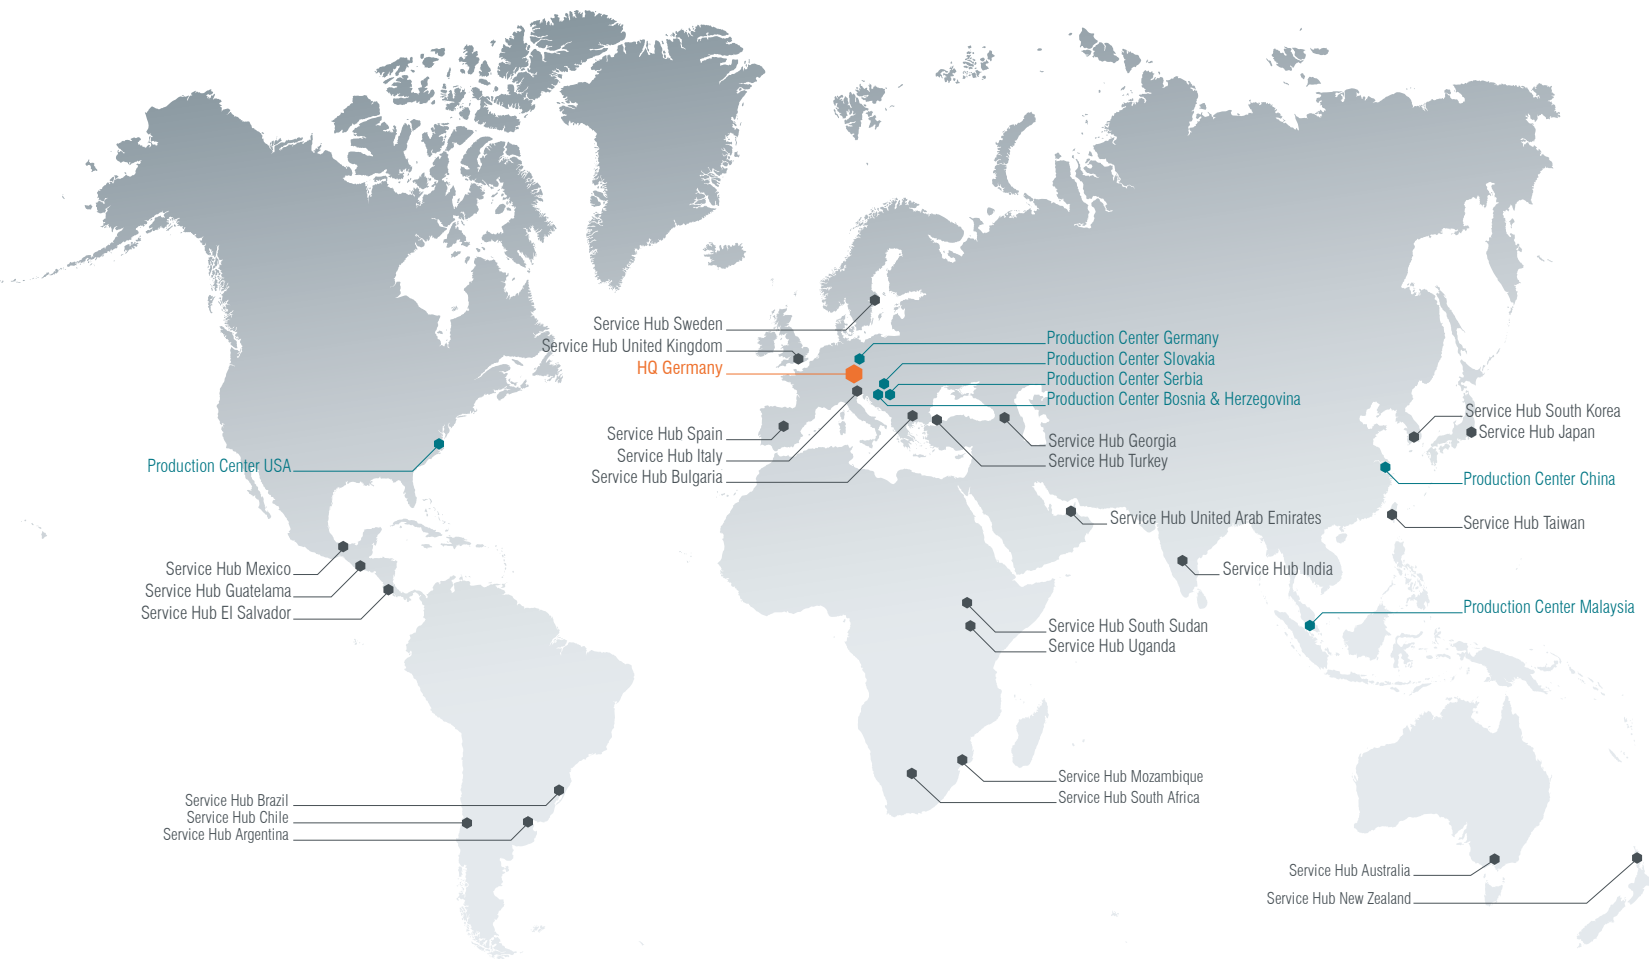 Service Hub Sweden
Service Hub United Kingdom
HQ Germany
Production Center Germany
Production Center Slovakia
Production Center Serbia
Production Center Bosnia & Herzegovina
Service Hub Spain
Service Hub Italy
Service Hub Bulgaria
Service Hub Georgia
Service Hub Turkey
Service Hub South Korea
Service Hub Japan
Production Center USA
Production Center China
Service Hub United Arab Emirates
Service Hub Taiwan
Service Hub Mexico
Service Hub Guatelama
Service Hub El Salvador
Service Hub India
Production Center Malaysia
Service Hub South Sudan
Service Hub Uganda
Service Hub Mozambique
Service Hub South Africa
Service Hub Brazil
Service Hub Chile
Service Hub Argentina
Service Hub Australia
Service Hub New Zealand